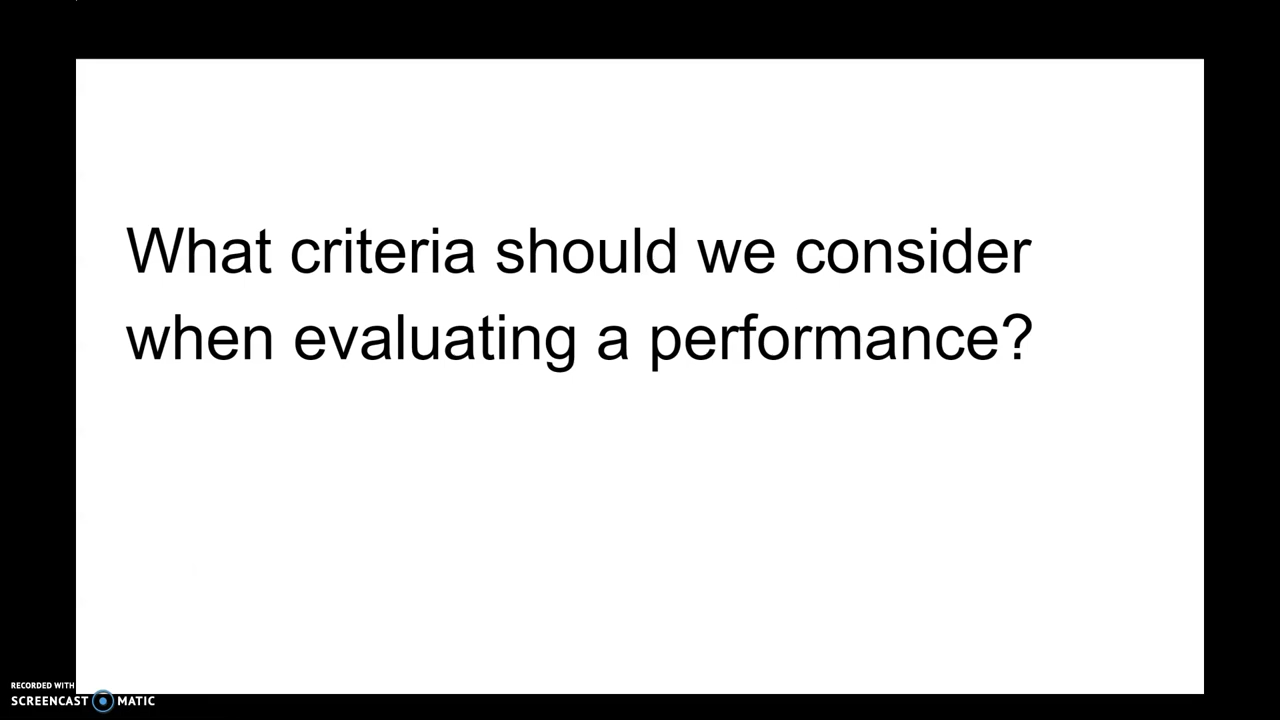 What criteria should we consider
when evaluating a performance?
RECORDED WITH
SCREENCAST MATIC